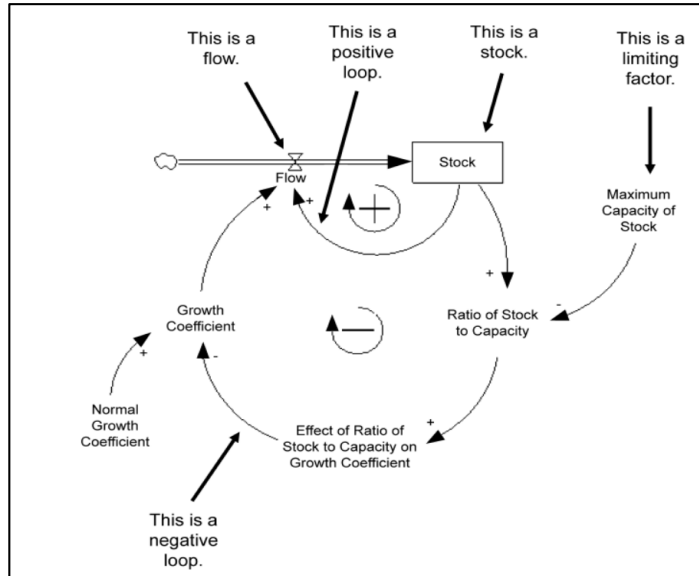 This is a
flow.
This is a
positive
loop.
This is a
stock.
This is a
limiting
factor.
Stock
Flow
+
+
+
Maximum
Capacity of
Stock
+
-
Growth
Coefficient
Ratio of Stock
to Capacity
+
-
Normal
Growth
Coefficient
Effect of Ratio of
Stock to Capacity on
Growth Coefficient
+
This is a
negative
loop.